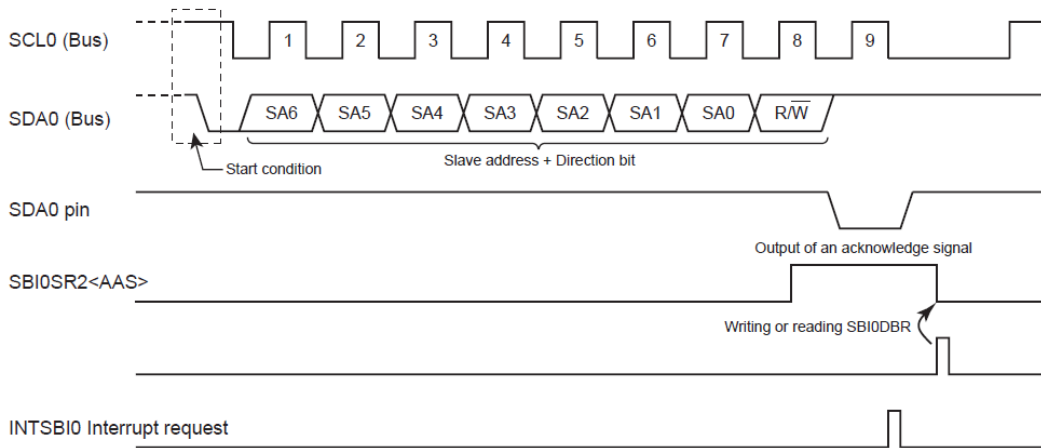 SCL0 (Bus)
1 2 3 4 5 6 7 8 9
SDA0 (Bus)
SA6 SA5 SA4 SA3 SA2 SA1 SA0 R/W̅
Slave address + Direction bit
Start condition
SDA0 pin
Output of an acknowledge signal
SBI0SR2<AAS>
Writing or reading SBI0DBR
INTSBI0 Interrupt request